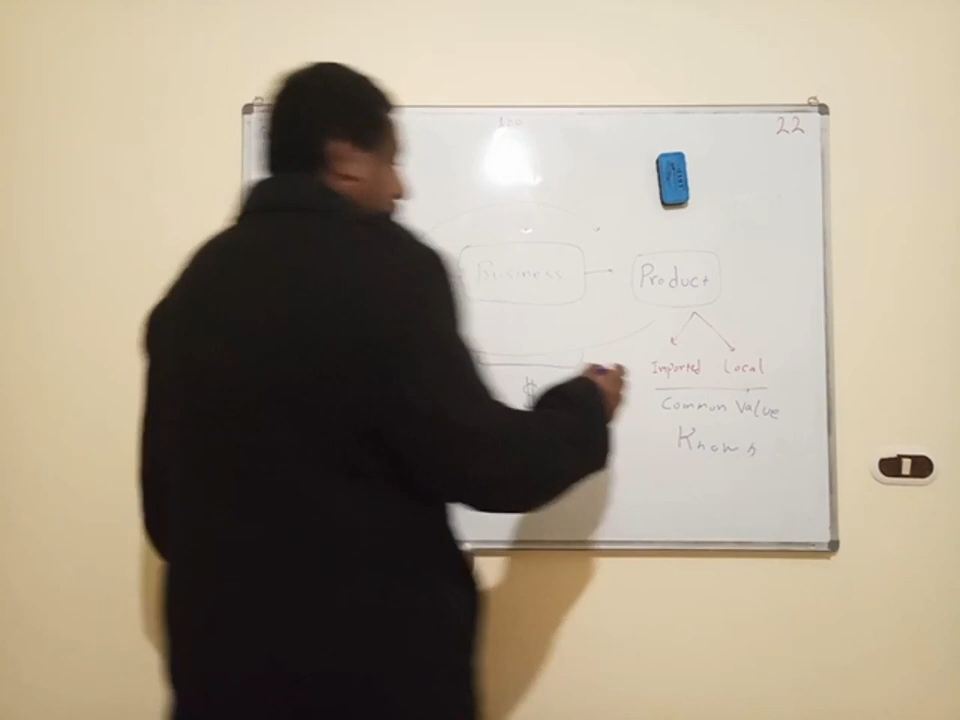 100
22
Business
Product
Imported Local
$
Common Value
Known